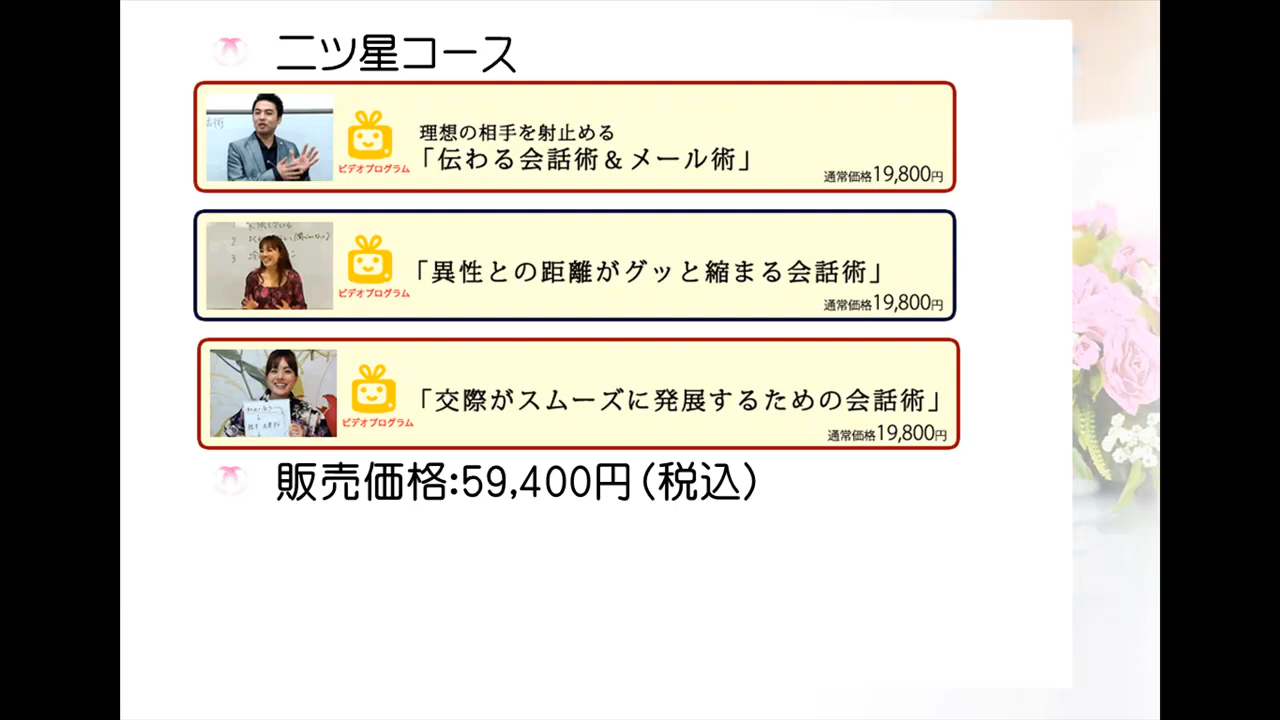 二ツ星コース
ビデオプログラム
理想の相手を射止める
「伝わる会話術＆メール術」
通常価格19,800円
ビデオプログラム
「異性との距離がグッと縮まる会話術」
通常価格19,800円
ビデオプログラム
「交際がスムーズに発展するための会話術」
通常価格19,800円
販売価格:59,400円(税込)